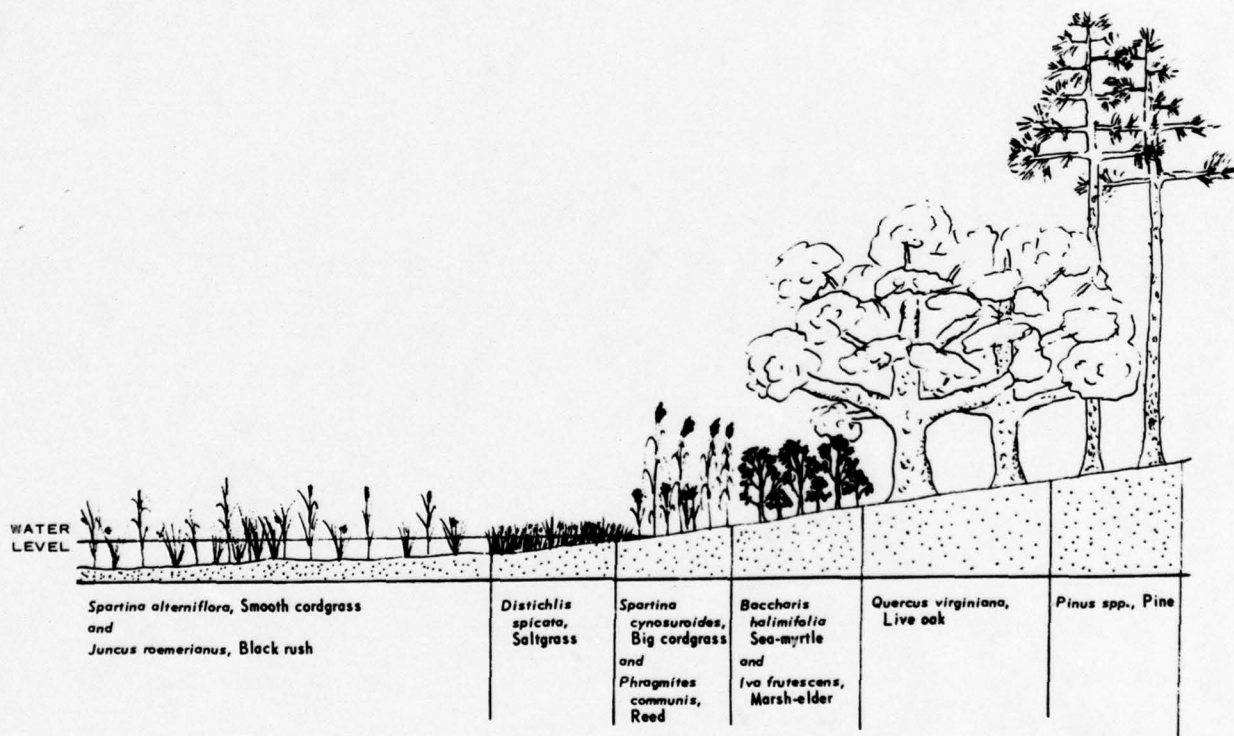 WATER
LEVEL
Spartina alterniflora, Smooth cordgrass
and
Juncus roemerianus, Black rush
Distichlis
spicata,
Saltgrass
Spartina
cynosuroides,
Big cordgrass
and
Phragmites
communis,
Reed
Baccharis
halimifolia
Sea-myrtle
and
Iva frutescens,
Marsh-elder
Quercus virginiana,
Live oak
Pinus spp., Pine